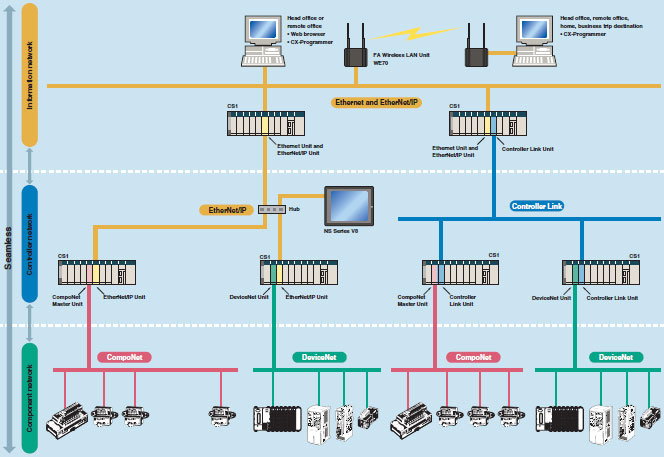 Seamless
Information network
Controller network
Component network
Head office or
remote office
• Web browser
• CX-Programmer
FA Wireless LAN Unit
WE70
Head office, remote office,
home, business trip destination
• CX-Programmer
Ethernet and EtherNet/IP
CS1
Ethernet Unit and
EtherNet/IP Unit
CS1
Ethernet Unit and
EtherNet/IP Unit
Controller Link Unit
EtherNet/IP
Hub
NS Series V8
Controller Link
CS1
CompoNet
Master Unit
EtherNet/IP Unit
CS1
DeviceNet Unit
EtherNet/IP Unit
CS1
CompoNet
Master Unit
Controller
Link Unit
CS1
DeviceNet Unit
Controller Link Unit
CompoNet
DeviceNet
CompoNet
DeviceNet